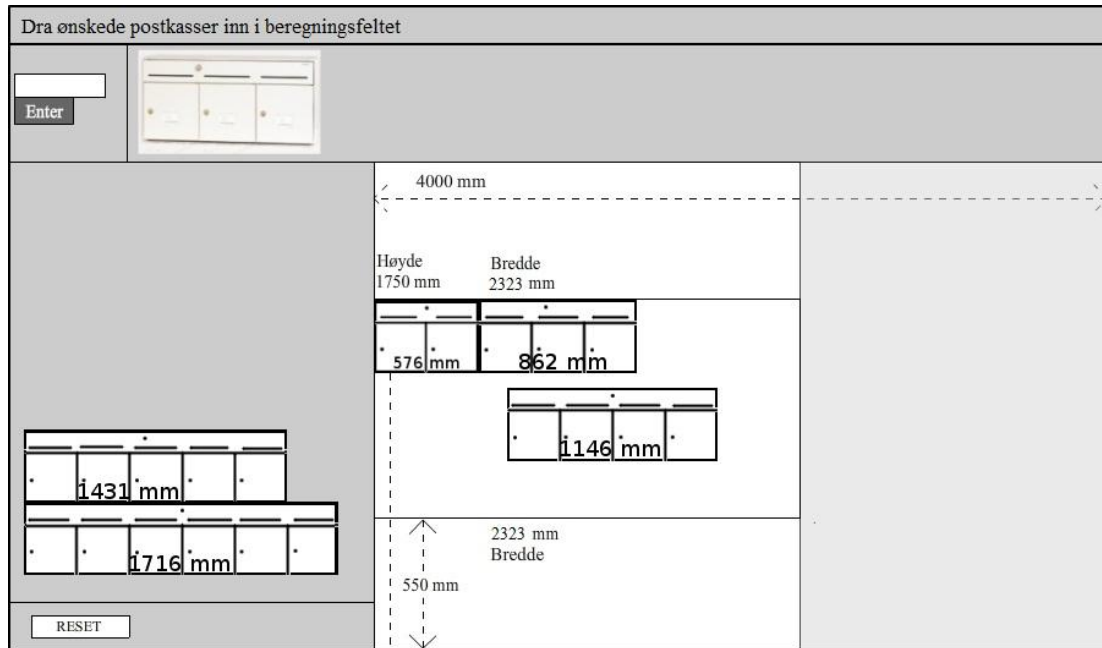 Dra ønskede postkasser inn i beregningsfeltet
Enter
4000 mm
Høyde
1750 mm
Bredde
2323 mm
576 mm
862 mm
1146 mm
1431 mm
1716 mm
2323 mm
Bredde
550 mm
RESET